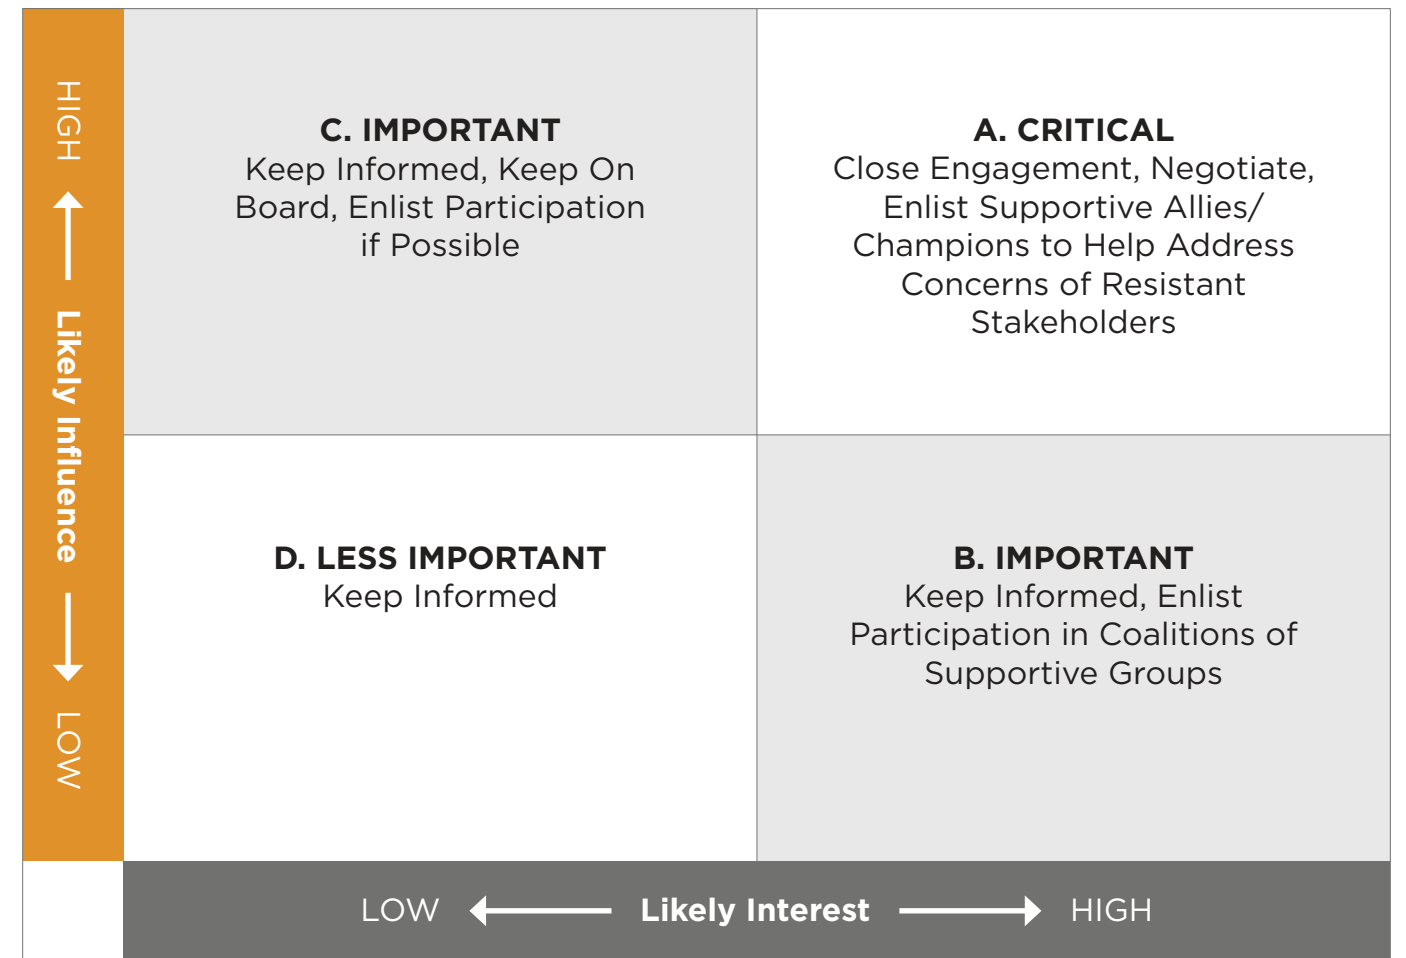 HIGH
Likely Influence
LOW
C. IMPORTANT
Keep Informed, Keep On
Board, Enlist Participation
if Possible
A. CRITICAL
Close Engagement, Negotiate,
Enlist Supportive Allies/
Champions to Help Address
Concerns of Resistant
Stakeholders
D. LESS IMPORTANT
Keep Informed
B. IMPORTANT
Keep Informed, Enlist
Participation in Coalitions of
Supportive Groups
LOW Likely Interest HIGH